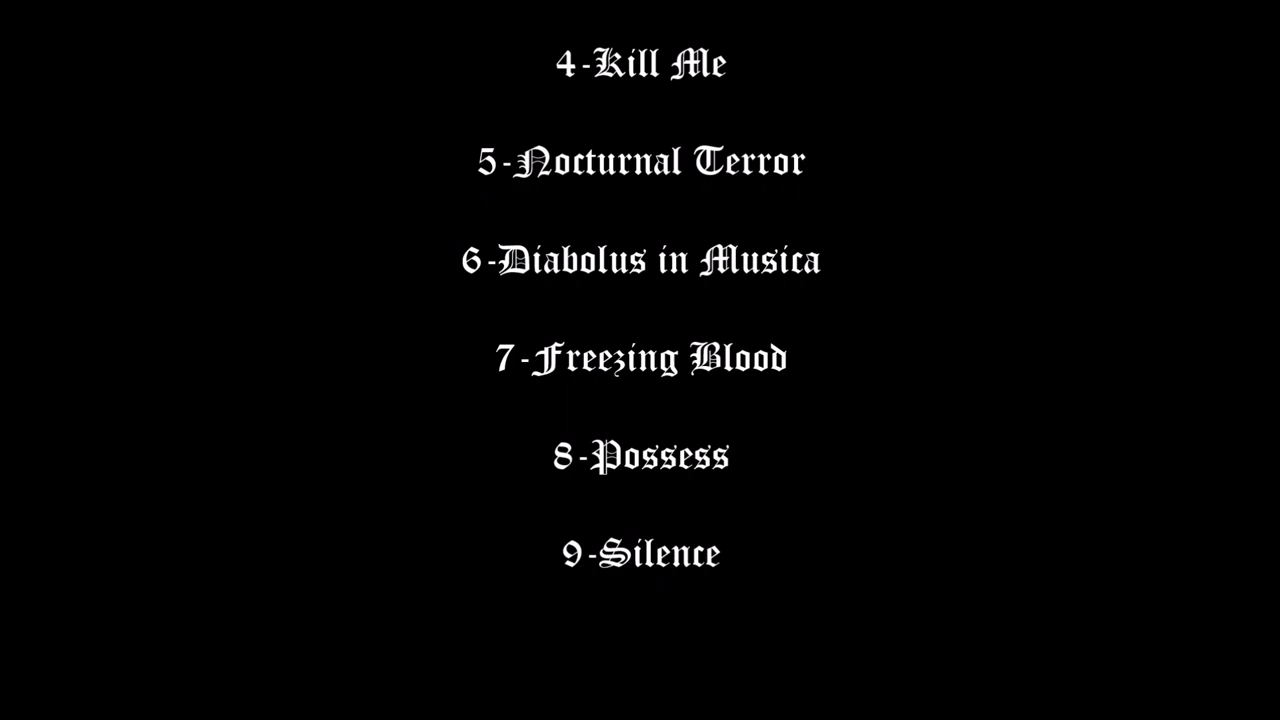 4-Kill Me
5-Nocturnal Terror
6-Diabolus in Musica
7-Freezing Blood
8-Possess
9-Silence